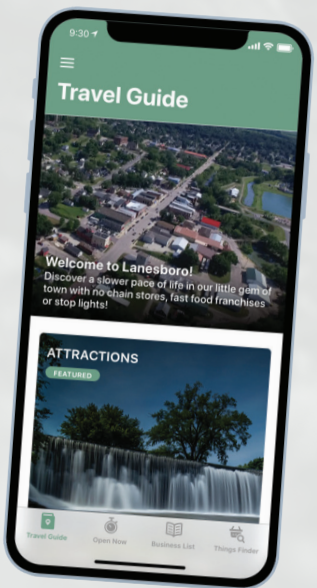 9:30
Travel Guide
Welcome to Lanesboro!
Discover a slower pace of life in our little gem of
town with no chain stores, fast food franchises
or stop lights!
ATTRACTIONS
FEATURED
Travel Guide
Open Now
Business List
Things Finder